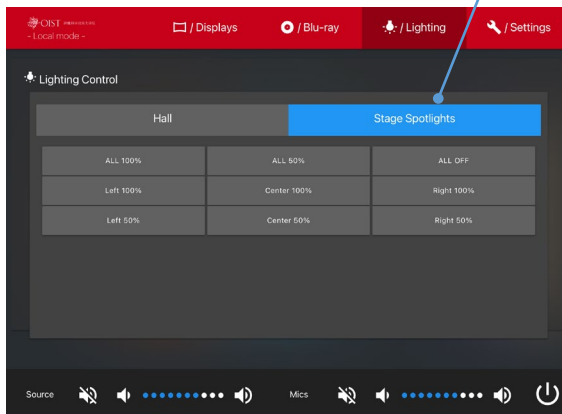 OIST
- Local mode -
/ Displays
/ Blu-ray
/ Lighting
/ Settings
Lighting Control
Hall
Stage Spotlights
ALL 100%
ALL 50%
ALL OFF
Left 100%
Center 100%
Right 100%
Left 50%
Center 50%
Right 50%
Source
Mics